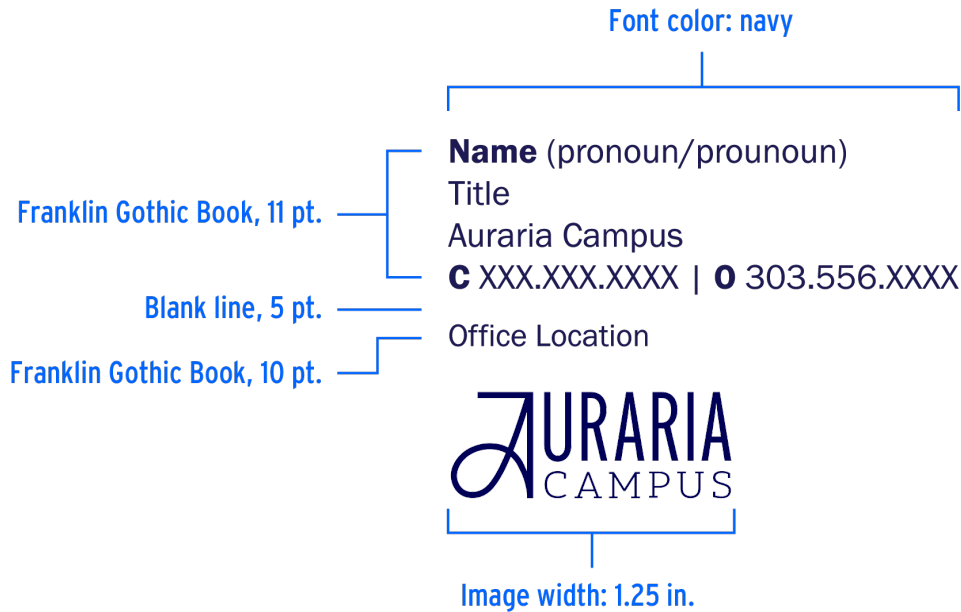 Font color: navy
Name (pronoun/prounoun)
Franklin Gothic Book, 11 pt.
Title
Auraria Campus
C XXX.XXX.XXXX | O 303.556.XXXX
Blank line, 5 pt.
Office Location
Franklin Gothic Book, 10 pt.
AURARIA
CAMPUS
Image width: 1.25 in.